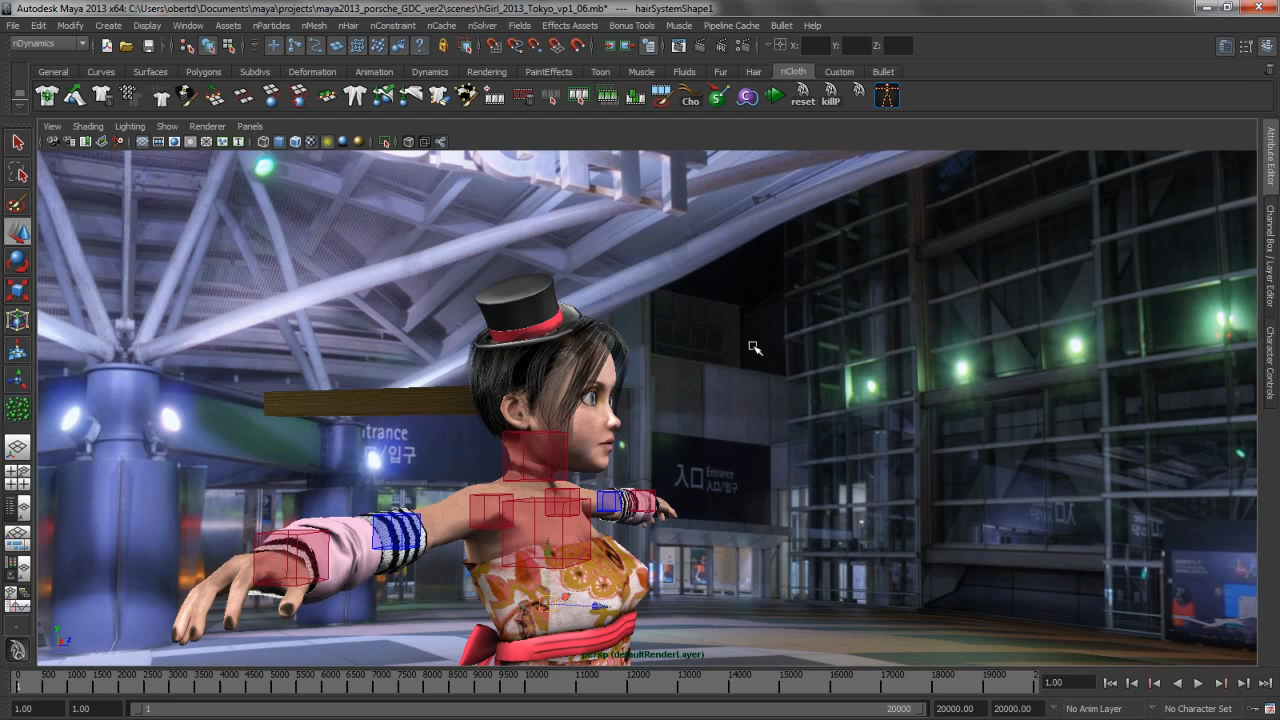 Autodesk Maya 2013 x64: C:\Users\obertd\Documents\maya\projects\maya2013_porsche_GDC_ver2\scenes\hGirl_2013_Tokyo_vp1_06.mb* --- hairSystemShape1
File Edit Modify Create Display Window Assets nParticles nMesh nHair nConstraint nCache nSolver Fields Effects Assets Bonus Tools Muscle Pipeline Cache Bullet Help
nDynamics X: Y: Z:
General Curves Surfaces Polygons Subdivs Deformation Animation Dynamics Rendering PaintEffects Toon Muscle Fluids Fur Hair nCloth Custom Bullet
Cho reset killP
View Shading Lighting Show Renderer Panels
Attribute Editor
Channel Box / Layer Editor
Character Controls
trance
入口 Entrance
入口/입구
persp (defaultRenderLayer)
1 500 1000 1500 2000 2500 3000 3500 4000 4500 5000 5500 6000 6500 7000 7500 8000 8500 9000 9500 10000 11000 12000 13000 14000 15000 16000 17000 18000 19000 2 1.00
1.00 1.00 1 20000 20000.00 20000.00 No Anim Layer No Character Set